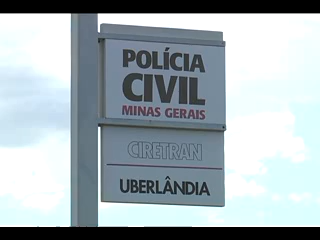 POLÍCIA
CIVIL
MINAS GERAIS
CIRETRAN
UBERLÂNDIA